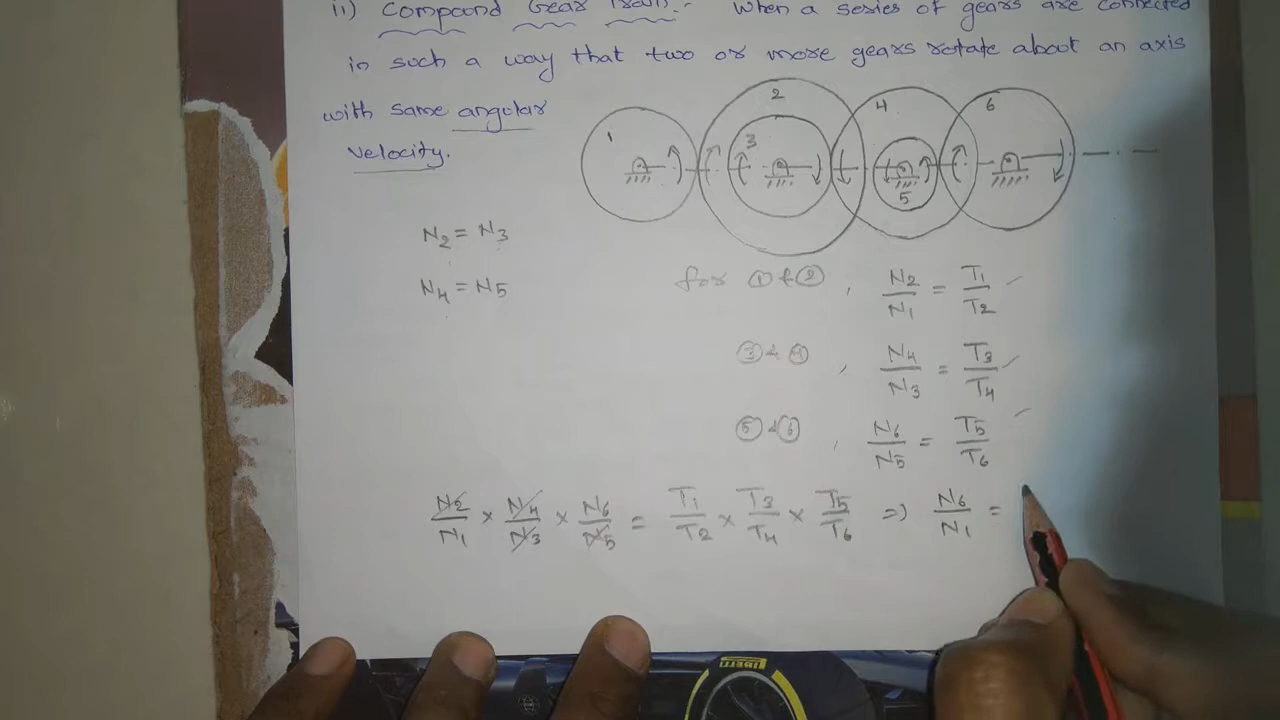 ii) Compound Gear Train:- When a series of gears are connected
in such a way that two or more gears rotate about an axis
with same angular
velocity.
1 2 3 4 5 6
N2 = N3
N4 = N5
for ① & ②, N2/N1 = T1/T2
③ & ④, N4/N3 = T3/T4
⑤ & ⑥, N6/N5 = T5/T6
N2/N1 × N4/N3 × N6/N5 = T1/T2 × T3/T4 × T5/T6 => N6/N1 =
PIRELLI